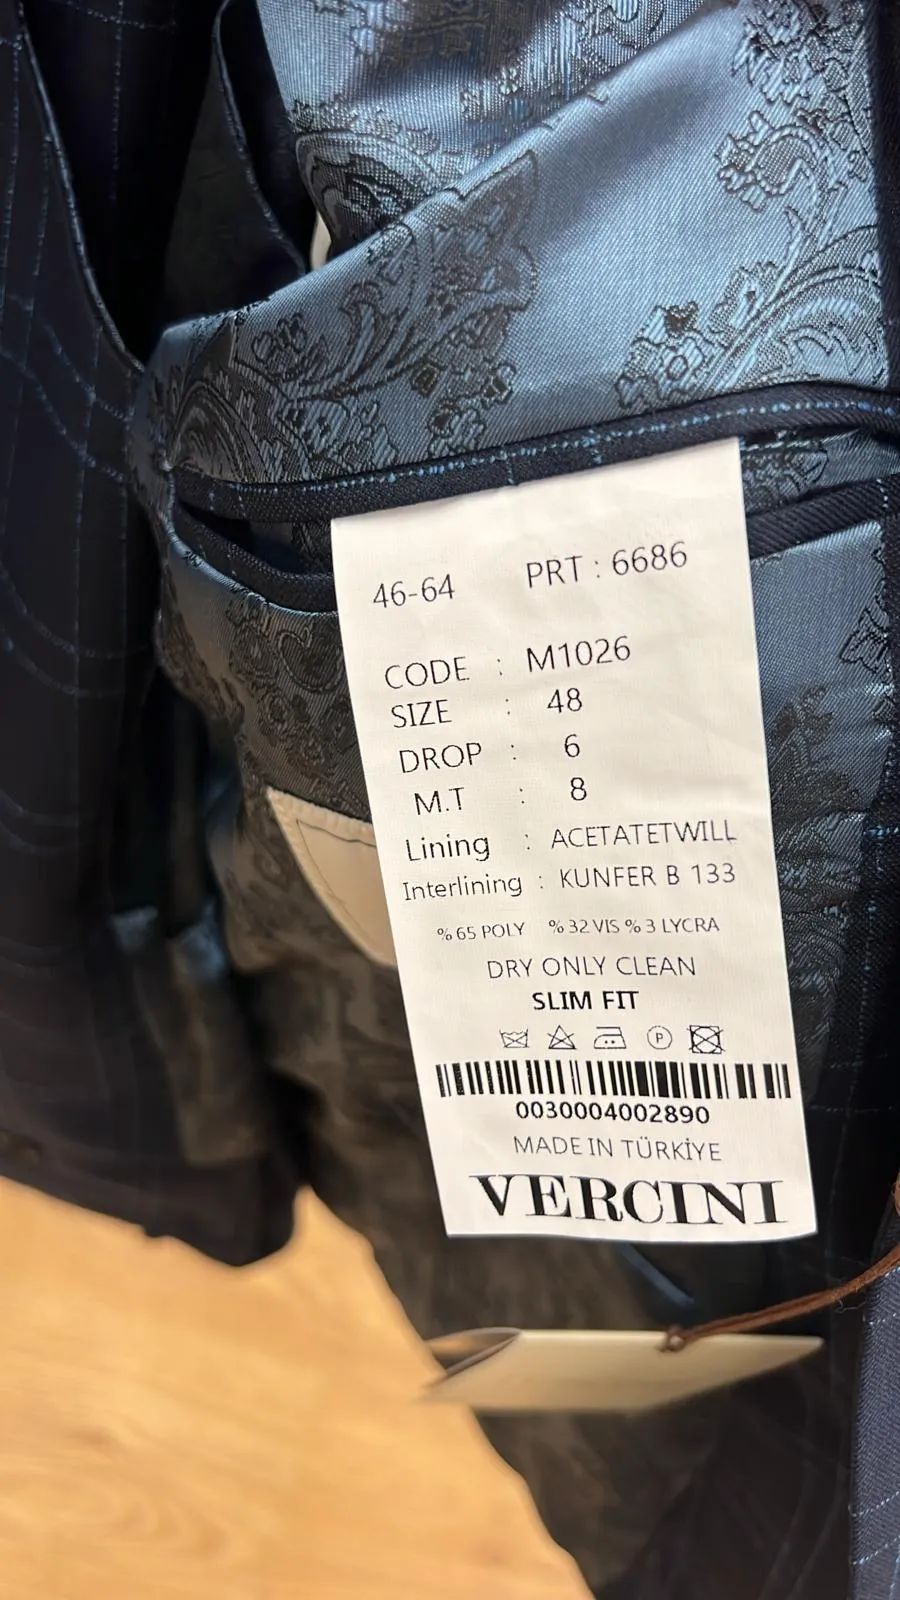 46-64 PRT : 6686
CODE : M1026
SIZE : 48
DROP : 6
M.T : 8
Lining : ACETATETWILL
Interlining : KUNFER B 133
% 65 POLY % 32 VIS % 3 LYCRA
DRY ONLY CLEAN
SLIM FIT
P
0030004002890
MADE IN TÜRKİYE
VERCINI